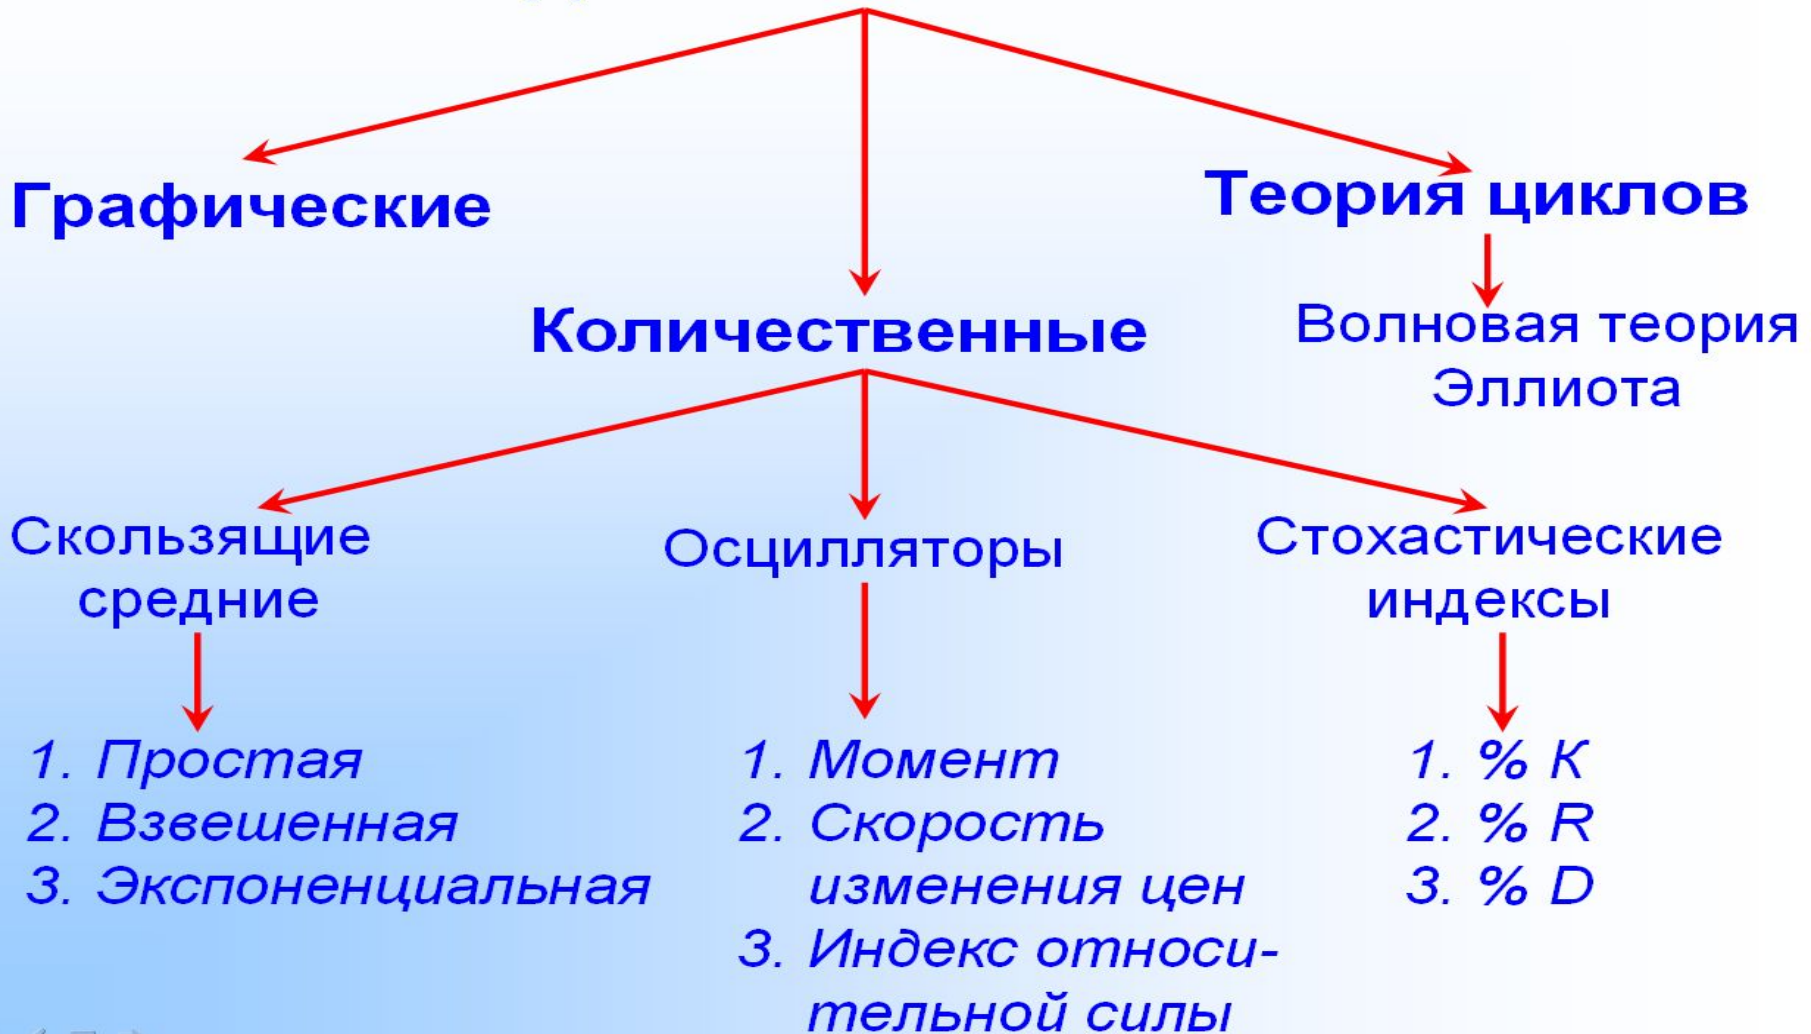 Графические
Теория циклов
Количественные
Волновая теория
Эллиота
Скользящие
средние
Осцилляторы
Стохастические
индексы
1. Простая
2. Взвешенная
3. Экспоненциальная
1. Момент
2. Скорость
изменения цен
3. Индекс относи-
тельной силы
1. % К
2. % R
3. % D